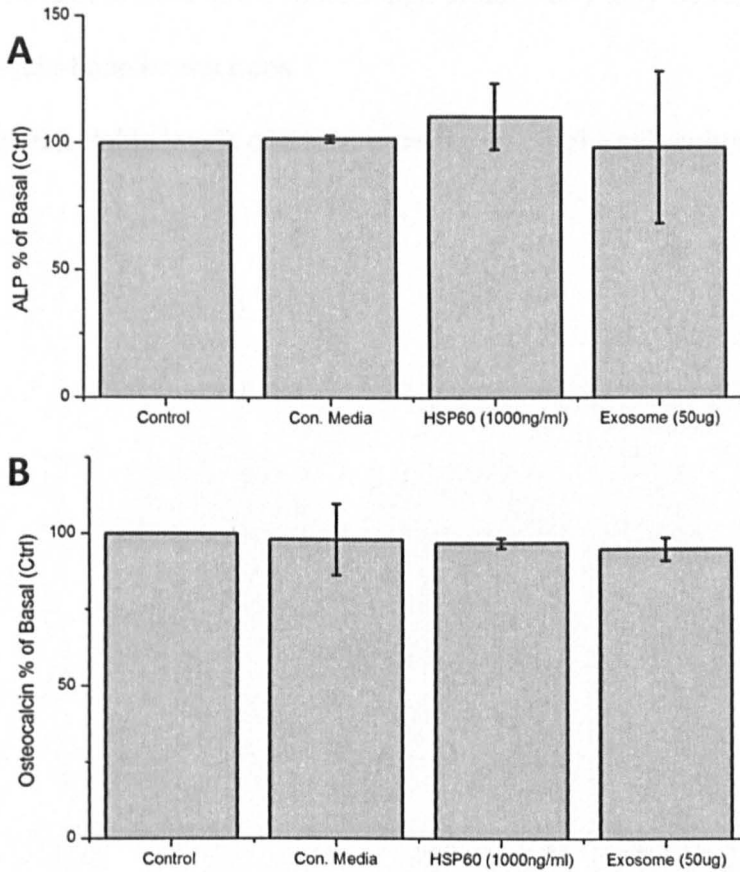 A
ALP % of Basal (Ctrl)
150
100
50
0
Control Con. Media HSP60 (1000ng/ml) Exosome (50ug)
B
Osteocalcin % of Basal (Ctrl)
100
50
0
Control Con. Media HSP60 (1000ng/ml) Exosome (50ug)